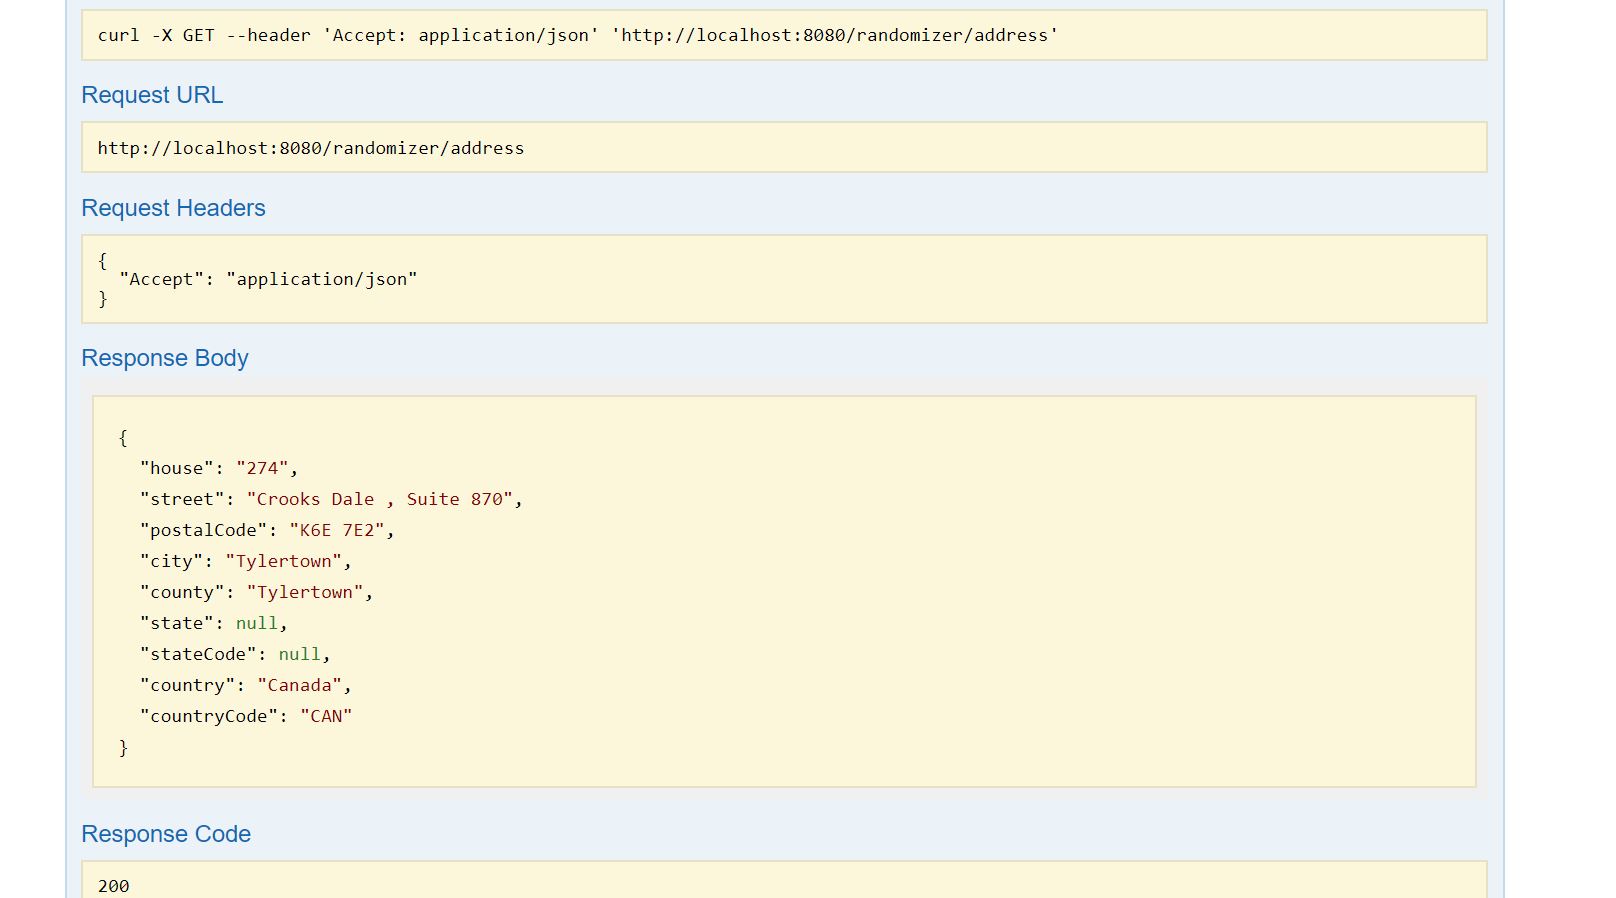 curl -X GET --header 'Accept: application/json' 'http://localhost:8080/randomizer/address'
Request URL
http://localhost:8080/randomizer/address
Request Headers
{
  "Accept": "application/json"
}
Response Body
{
  "house": "274",
  "street": "Crooks Dale , Suite 870",
  "postalCode": "K6E 7E2",
  "city": "Tylertown",
  "county": "Tylertown",
  "state": null,
  "stateCode": null,
  "country": "Canada",
  "countryCode": "CAN"
}
Response Code
200